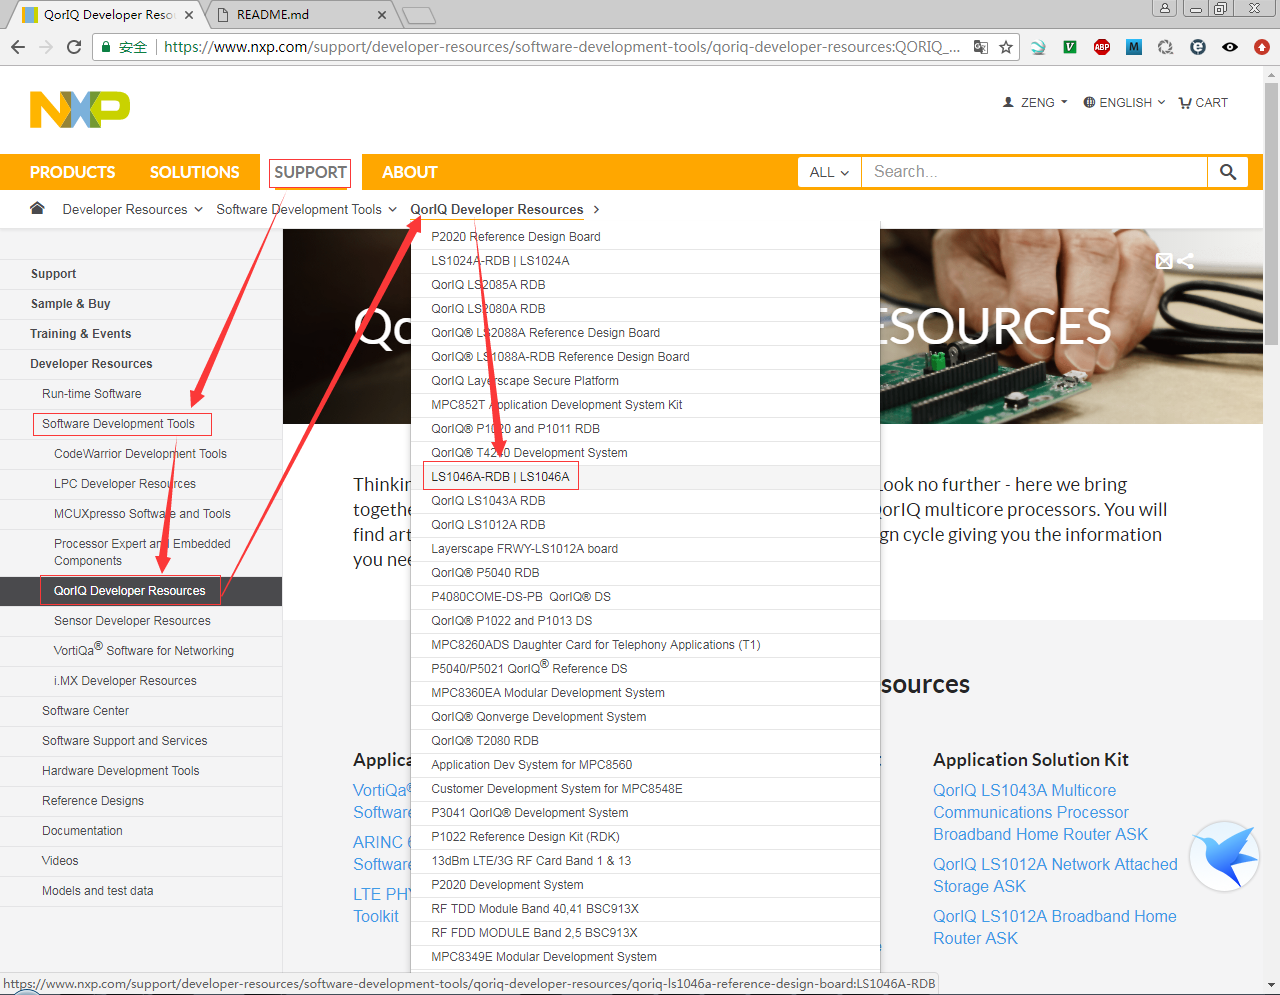 QorIQ Developer Reso
README.md
安全
https://www.nxp.com/support/developer-resources/software-development-tools/qoriq-developer-resources:QORIQ_...
NXP
ZENG
ENGLISH
CART
PRODUCTS
SOLUTIONS
SUPPORT
ABOUT
ALL
Search...
Developer Resources
Software Development Tools
QorIQ Developer Resources
Support
Sample & Buy
Training & Events
Developer Resources
Run-time Software
Software Development Tools
CodeWarrior Development Tools
LPC Developer Resources
MCUXpresso Software and Tools
Processor Expert and Embedded
Components
QorIQ Developer Resources
Sensor Developer Resources
VortiQa® Software for Networking
i.MX Developer Resources
Software Center
Software Support and Services
Hardware Development Tools
Reference Designs
Documentation
Videos
Models and test data
P2020 Reference Design Board
LS1024A-RDB | LS1024A
QorIQ LS2085A RDB
QorIQ LS2080A RDB
QorIQ® LS2088A Reference Design Board
QorIQ® LS1088A-RDB Reference Design Board
QorIQ Layerscape Secure Platform
MPC852T Application Development System Kit
QorIQ® P1020 and P1011 RDB
QorIQ® T4240 Development System
LS1046A-RDB | LS1046A
QorIQ LS1043A RDB
QorIQ LS1012A RDB
Layerscape FRWY-LS1012A board
QorIQ® P5040 RDB
P4080COME-DS-PB QorIQ® DS
QorIQ® P1022 and P1013 DS
MPC8260ADS Daughter Card for Telephony Applications (T1)
P5040/P5021 QorIQ® Reference DS
MPC8360EA Modular Development System
QorIQ® Qonverge Development System
QorIQ® T2080 RDB
Application Dev System for MPC8560
Customer Development System for MPC8548E
P3041 QorIQ® Development System
P1022 Reference Design Kit (RDK)
13dBm LTE/3G RF Card Band 1 & 13
P2020 Development System
RF TDD Module Band 40,41 BSC913X
RF FDD MODULE Band 2,5 BSC913X
MPC8349E Modular Development System
Qo ESOURCES
Thinkin Look no further - here we bring
togethe QorIQ multicore processors. You will
find art gn cycle giving you the information
you nee
sources
Applica
VortiQa®
Software
ARINC 6
Software
LTE PHY
Toolkit
Application Solution Kit
QorIQ LS1043A Multicore
Communications Processor
Broadband Home Router ASK
QorIQ LS1012A Network Attached
Storage ASK
QorIQ LS1012A Broadband Home
Router ASK
https://www.nxp.com/support/developer-resources/software-development-tools/qoriq-developer-resources/qoriq-ls1046a-reference-design-board:LS1046A-RDB